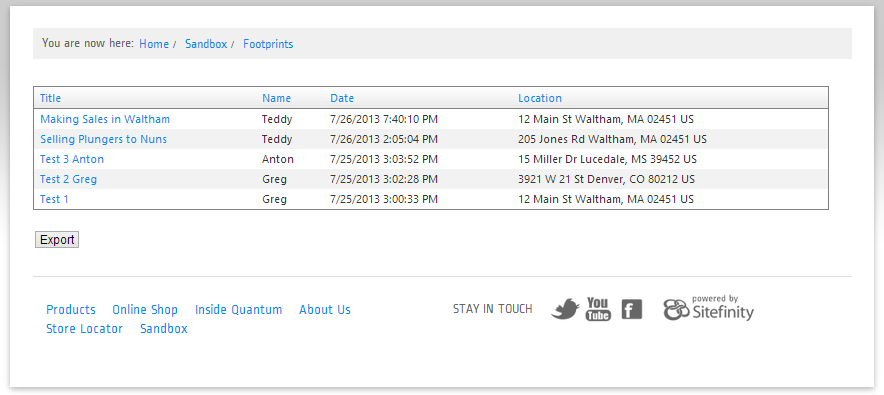 You are now here: Home / Sandbox / Footprints
Title Name Date Location
Making Sales in Waltham Teddy 7/26/2013 7:40:10 PM 12 Main St Waltham, MA 02451 US
Selling Plungers to Nuns Teddy 7/26/2013 2:05:04 PM 205 Jones Rd Waltham, MA 02451 US
Test 3 Anton Anton 7/25/2013 3:03:52 PM 15 Miller Dr Lucedale, MS 39452 US
Test 2 Greg Greg 7/25/2013 3:02:28 PM 3921 W 21 St Denver, CO 80212 US
Test 1 Greg 7/25/2013 3:00:33 PM 12 Main St Waltham, MA 02451 US
Export
Products Online Shop Inside Quantum About Us
Store Locator Sandbox
STAY IN TOUCH
You
Tube
f
powered by
Sitefinity